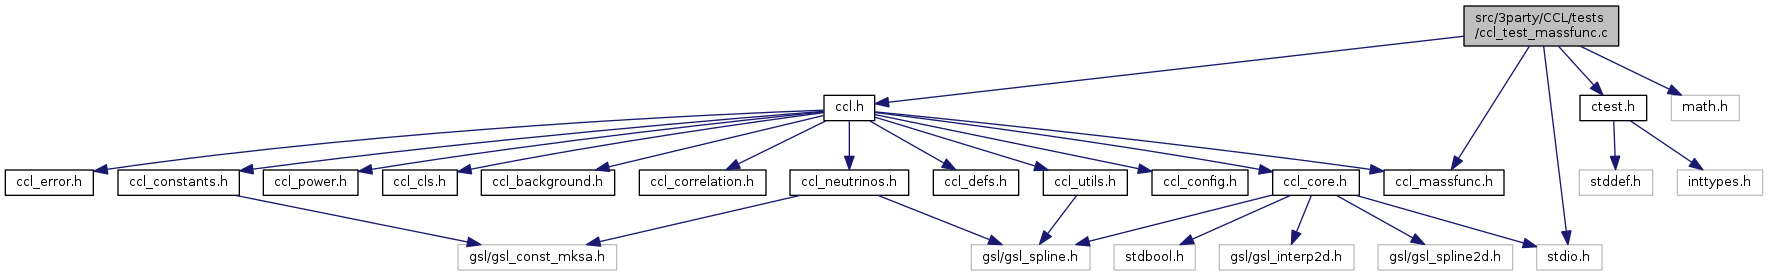 src/3party/CCL/tests
/ccl_test_massfunc.c
ccl.h
ctest.h
math.h
ccl_error.h
ccl_constants.h
ccl_power.h
ccl_cls.h
ccl_background.h
ccl_correlation.h
ccl_neutrinos.h
ccl_defs.h
ccl_utils.h
ccl_config.h
ccl_core.h
ccl_massfunc.h
stddef.h
inttypes.h
gsl/gsl_const_mksa.h
gsl/gsl_spline.h
stdbool.h
gsl/gsl_interp2d.h
gsl/gsl_spline2d.h
stdio.h